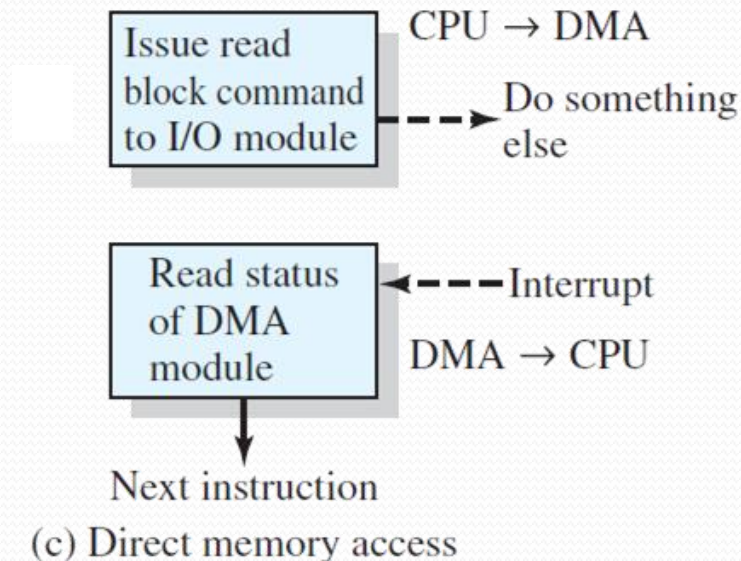 Issue read
block command
to I/O module
CPU → DMA
Do something
else
Read status
of DMA
module
Interrupt
DMA → CPU
Next instruction
(c) Direct memory access